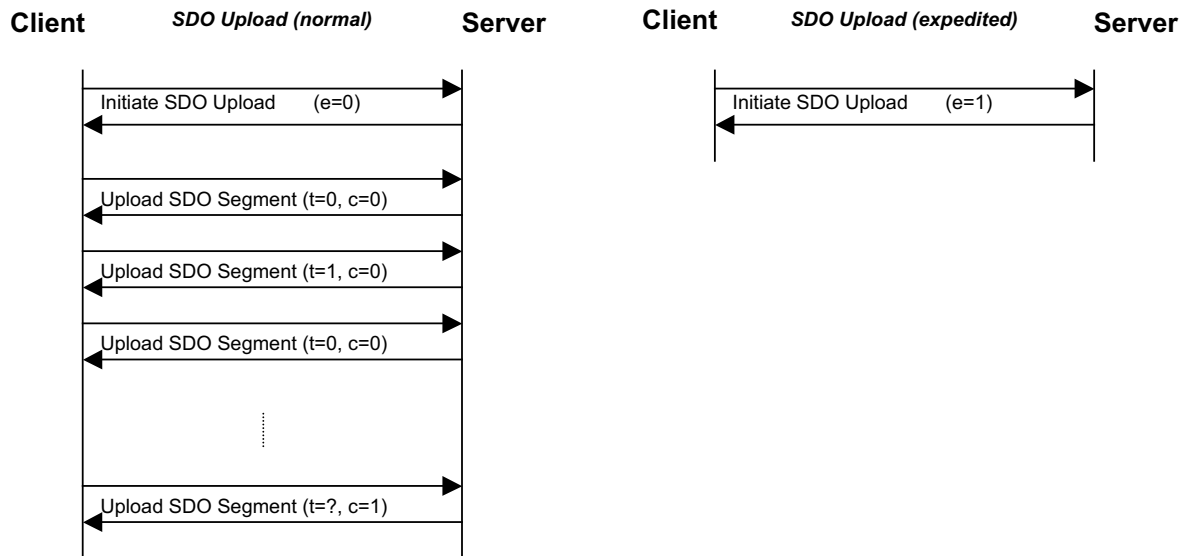 Client SDO Upload (normal) Server
Initiate SDO Upload (e=0)
Upload SDO Segment (t=0, c=0)
Upload SDO Segment (t=1, c=0)
Upload SDO Segment (t=0, c=0)
Upload SDO Segment (t=?, c=1)
Client SDO Upload (expedited) Server
Initiate SDO Upload (e=1)